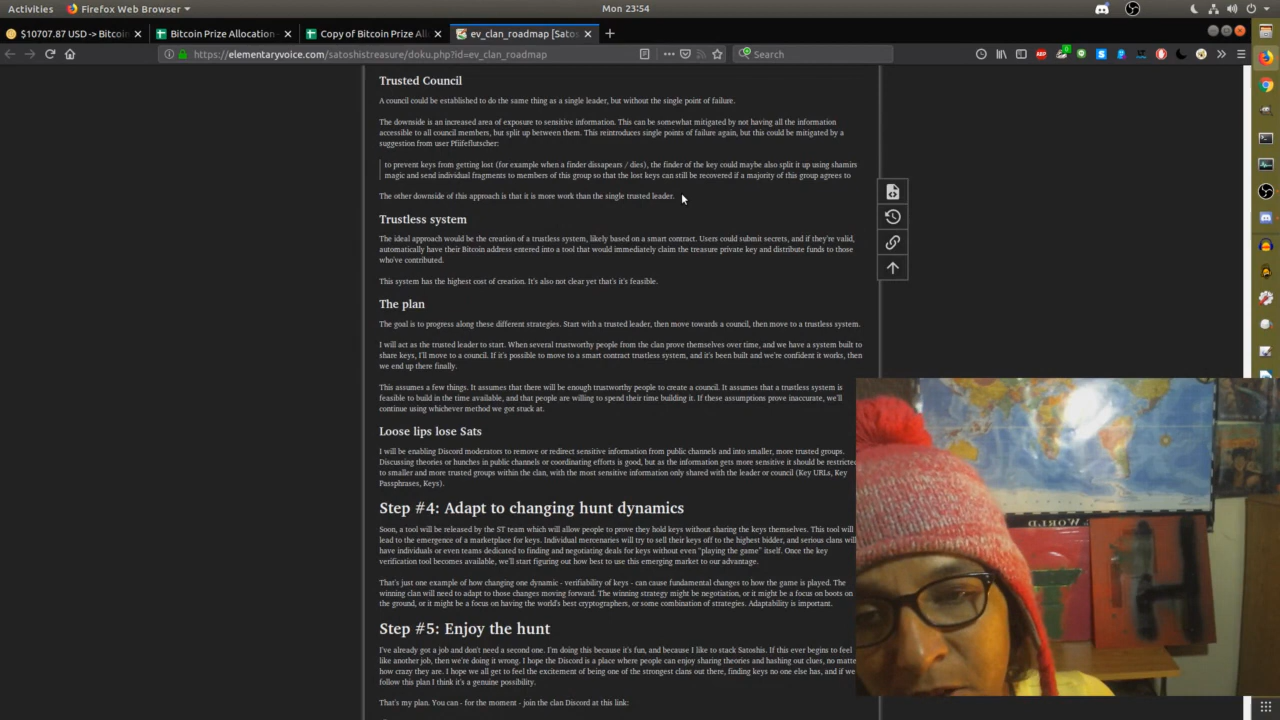 Activities Firefox Web Browser Mon 23:54
$10707.87 USD -> Bitcoin Bitcoin Prize Allocation - Copy of Bitcoin Prize All ev_clan_roadmap [Satos
https://elementaryvoice.com/satoshistreasure/doku.php?id=ev_clan_roadmap Search
Trusted Council
A council could be established to do the same thing as a single leader, but without the single point of failure.
The downside is an increased area of exposure to sensitive information. This can be somewhat mitigated by not having all the information
accessible to all council members, but split up between them. This reintroduces single points of failure again, but this could be mitigated by a
suggestion from user Pfiifeflutscher:
to prevent keys from getting lost (for example when a finder dissapears / dies), the finder of the key could maybe also split it up using shamirs
magic and send individual fragments to members of this group so that the lost keys can still be recovered if a majority of this group agrees to
The other downside of this approach is that it is more work than the single trusted leader.
Trustless system
The ideal approach would be the creation of a trustless system, likely based on a smart contract. Users could submit secrets, and if they're valid,
automatically have their Bitcoin address entered into a tool that would immediately claim the treasure private key and distribute funds to those
who've contributed.
This system has the highest cost of creation. It's also not clear yet that's it's feasible.
The plan
The goal is to progress along these different strategies. Start with a trusted leader, then move towards a council, then move to a trustless system.
I will act as the trusted leader to start. When several trustworthy people from the clan prove themselves over time, and we have a system built to
share keys, I'll move to a council. If it's possible to move to a smart contract trustless system, and it's been built and we're confident it works, then
we end up there finally.
This assumes a few things. It assumes that there will be enough trustworthy people to create a council. It assumes that a trustless system is
feasible to build in the time available, and that people are willing to spend their time building it. If these assumptions prove inaccurate, we'll
continue using whichever method we got stuck at.
Loose lips lose Sats
I will be enabling Discord moderators to remove or redirect sensitive information from public channels and into smaller, more trusted groups.
Discussing theories or hunches in public channels or coordinating efforts is good, but as the information gets more sensitive it should be restricted
to smaller and more trusted groups within the clan, with the most sensitive information only shared with the leader or council (Key URLs, Key
Passphrases, Keys).
Step #4: Adapt to changing hunt dynamics
Soon, a tool will be released by the ST team which will allow people to prove they hold keys without sharing the keys themselves. This tool will
lead to the emergence of a marketplace for keys. Individual mercenaries will try to sell their keys off to the highest bidder, and serious clans will
have individuals or even teams dedicated to finding and negotiating deals for keys without even "playing the game" itself. Once the key
verification tool becomes available, we'll start figuring out how best to use this emerging market to our advantage.
That's just one example of how changing one dynamic - verifiability of keys - can cause fundamental changes to how the game is played. The
winning clan will need to adapt to those changes moving forward. The winning strategy might be negotiation, or it might be a focus on boots on
the ground, or it might be a focus on having the world's best cryptographers, or some combination of strategies. Adaptability is important.
Step #5: Enjoy the hunt
I've already got a job and don't need a second one. I'm doing this because it's fun, and because I like to stack Satoshis. If this ever begins to feel
like another job, then we're doing it wrong. I hope the Discord is a place where people can enjoy sharing theories and hashing out clues, no matte
how crazy they are. I hope we all get to feel the excitement of being one of the strongest clans out there, finding keys no one else has, and if we
follow this plan I think it's a genuine possibility.
That's my plan. You can - for the moment - join the clan Discord at this link: